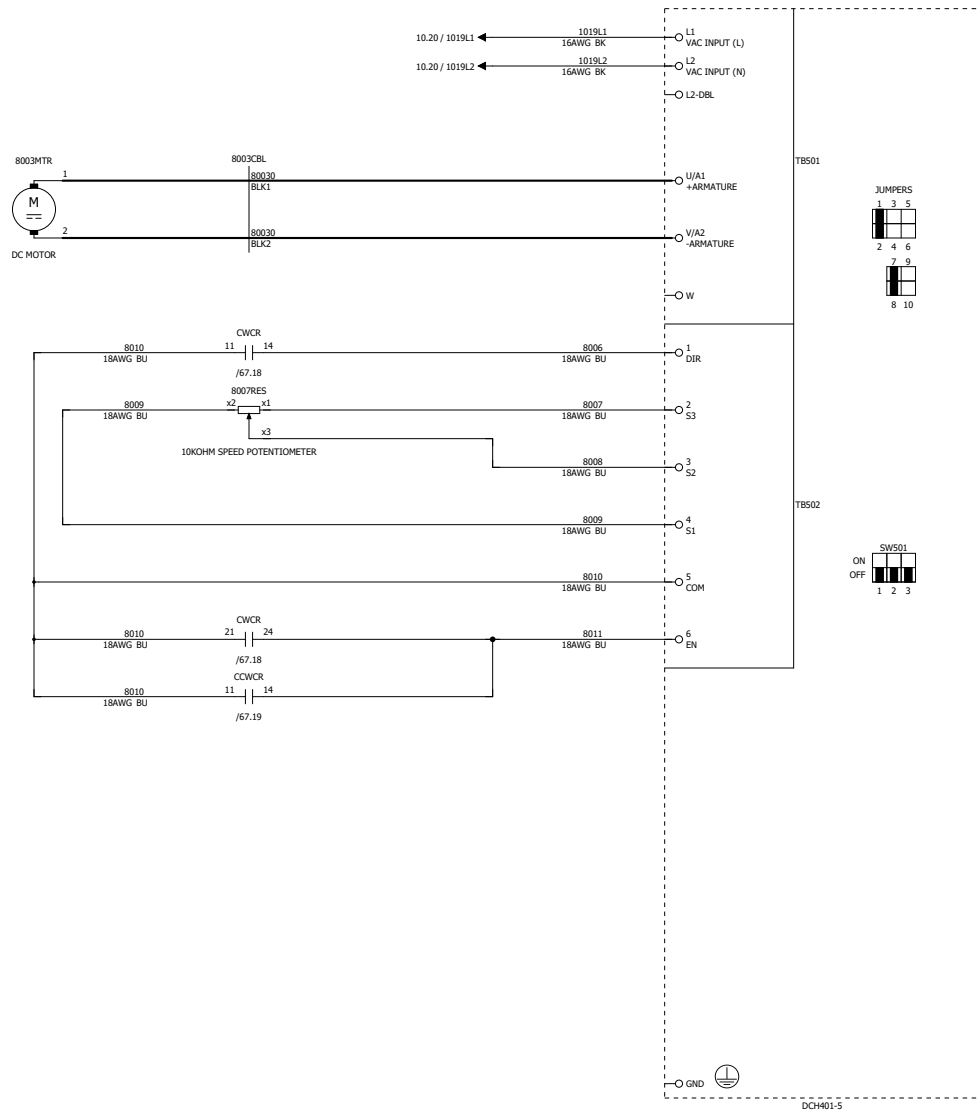 10.20 / 1019L1
1019L1
16AWG BK
L1
VAC INPUT (L)
10.20 / 1019L2
1019L2
16AWG BK
L2
VAC INPUT (N)
L2-DBL
TB501
8003MTR
8003CBL
1
80030
BLK1
U/A1
+ARMATURE
M
2
80030
BLK2
V/A2
-ARMATURE
DC MOTOR
W
JUMPERS
1 3 5
2 4 6
7 9
8 10
CWCR
8010
18AWG BU
11
14
/67.18
8006
18AWG BU
1
DIR
8007RES
8009
18AWG BU
x2
x1
8007
18AWG BU
2
S3
x3
10KOHM SPEED POTENTIOMETER
8008
18AWG BU
3
S2
TB502
8009
18AWG BU
4
S1
8010
18AWG BU
5
COM
SW501
ON
OFF
1 2 3
CWCR
8010
18AWG BU
21
24
/67.18
8011
18AWG BU
6
EN
CCWCR
8010
18AWG BU
11
14
/67.19
GND
DCH401-5